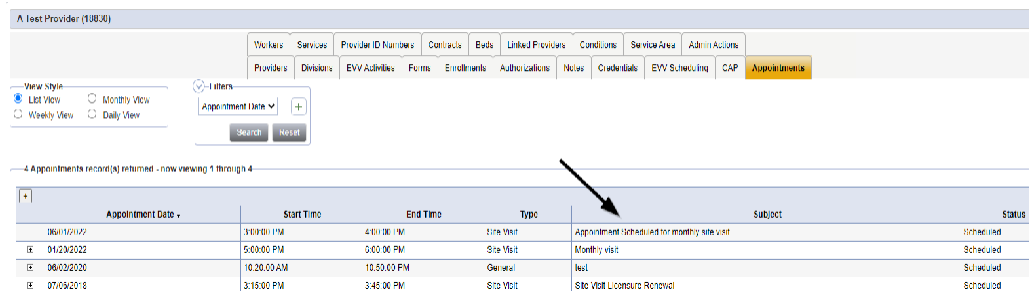 A Test Provider (18830)
Workers Services Provider ID Numbers Contracts Beds Linked Providers Conditions Service Area Admin Actions
Providers Divisions EVV Activities Forms Enrollments Authorizations Notes Credentials EVV Scheduling CAP Appointments
View Style
List View Monthly View
Weekly View Daily View
Filters
Appointment Date
Search Reset
4 Appointments record(s) returned - now viewing 1 through 4
Appointment Date Start Time End Time Type Subject Status
06/01/2022 3:00:00 PM 4:00:00 PM Site Visit Appointment Scheduled for monthly site visit Scheduled
01/20/2022 5:00:00 PM 6:00:00 PM Site Visit Monthly visit Scheduled
06/02/2020 10:20:00 AM 10:50:00 PM General test Scheduled
07/06/2018 3:15:00 PM 3:45:00 PM Site Visit Site Visit Licensure Renewal Scheduled